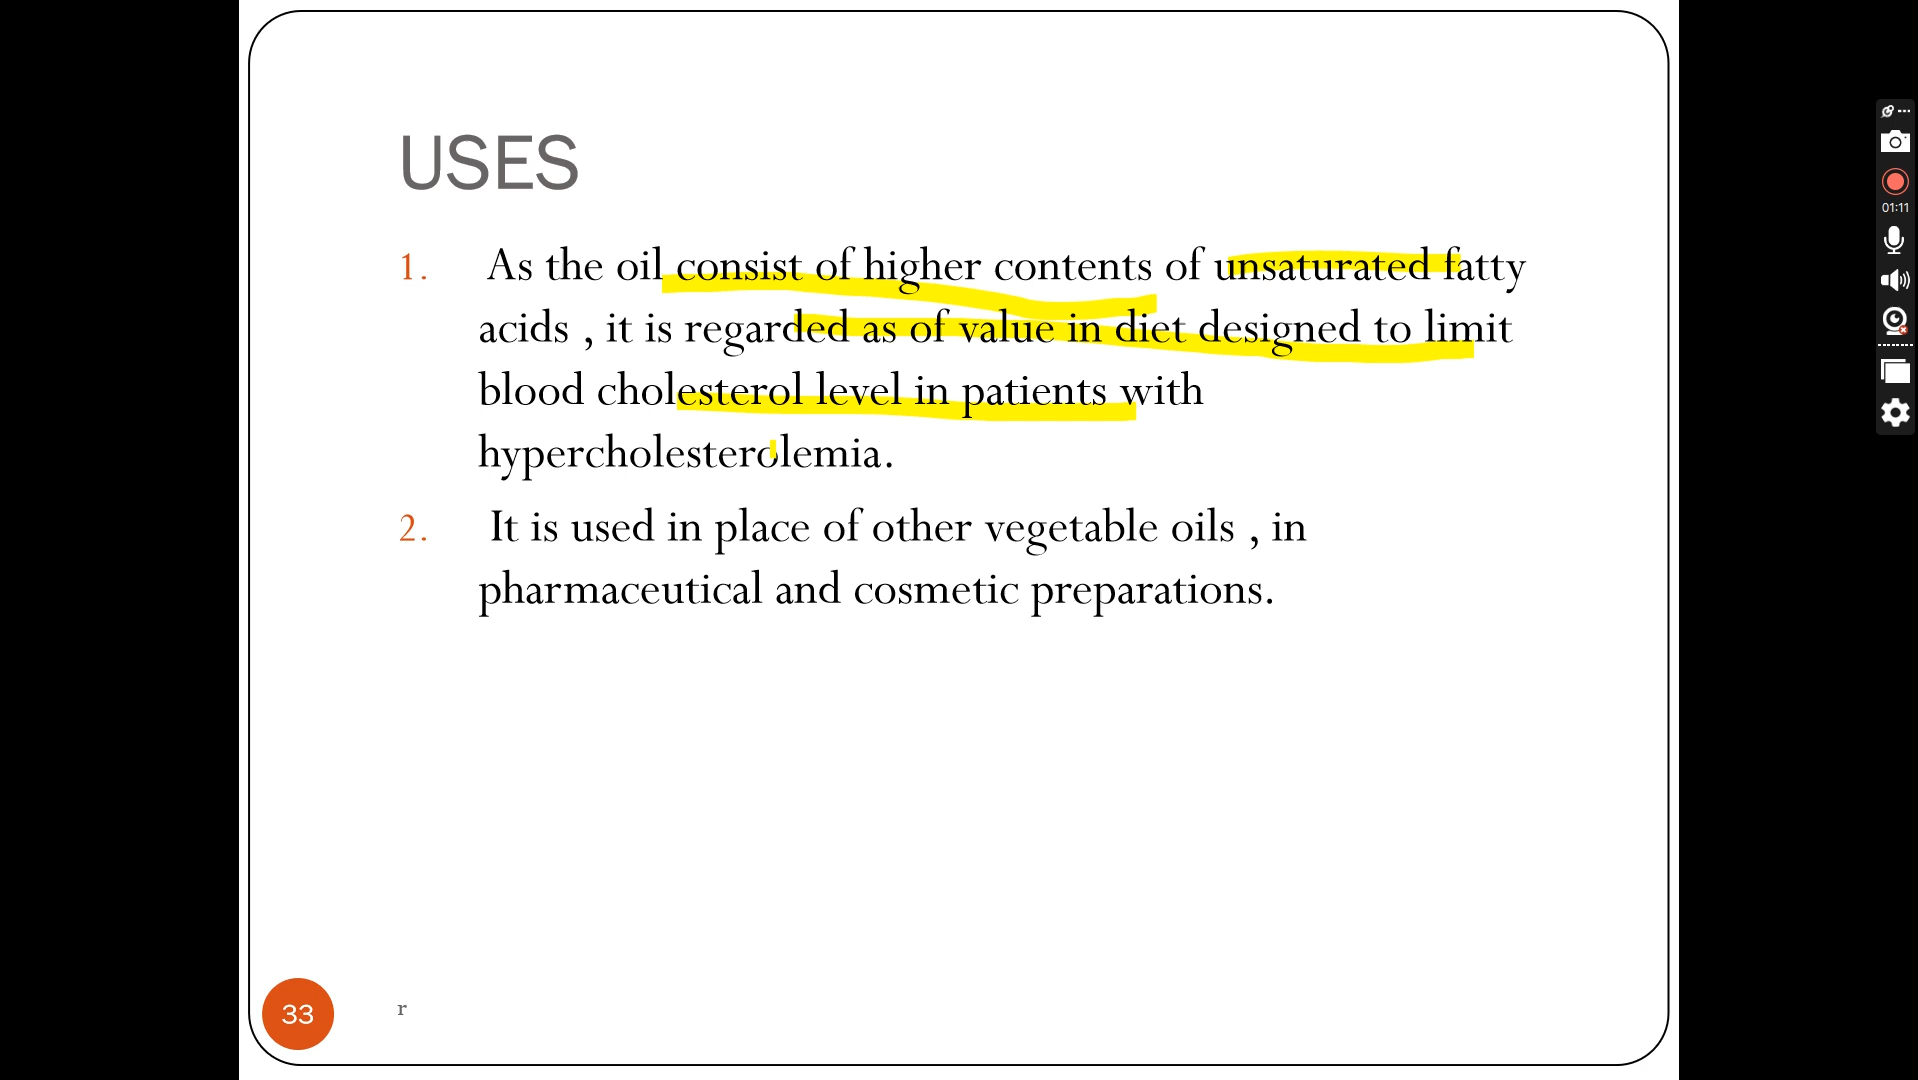 USES
1. As the oil consist of higher contents of unsaturated fatty
acids , it is regarded as of value in diet designed to limit
blood cholesterol level in patients with
hypercholesterolemia.
2. It is used in place of other vegetable oils , in
pharmaceutical and cosmetic preparations.
33
r
01:11